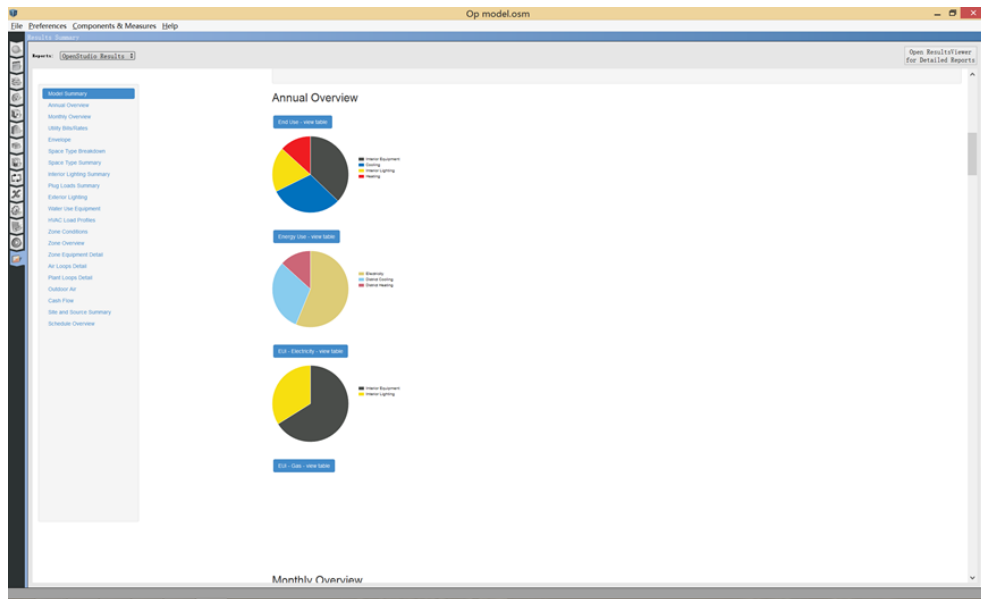 Op model.osm
File Preferences Components & Measures Help
Results Summary
Reports: OpenStudio Results
Open ResultsViewer
for Detailed Reports
Model Summary
Annual Overview
Monthly Overview
Utility Bills/Rates
Envelope
Space Type Breakdown
Space Type Summary
Interior Lighting Summary
Plug Loads Summary
Exterior Lighting
Water Use Equipment
HVAC Load Profiles
Zone Conditions
Zone Overview
Zone Equipment Detail
Air Loops Detail
Plant Loops Detail
Outdoor Air
Cash Flow
Site and Source Summary
Schedule Overview
Annual Overview
End Use - view table
Interior Equipment
Cooling
Interior Lighting
Heating
Energy Use - view table
Electricity
District Cooling
District Heating
EUI - Electricity - view table
Interior Equipment
Interior Lighting
EUI - Gas - view table
Monthly Overview